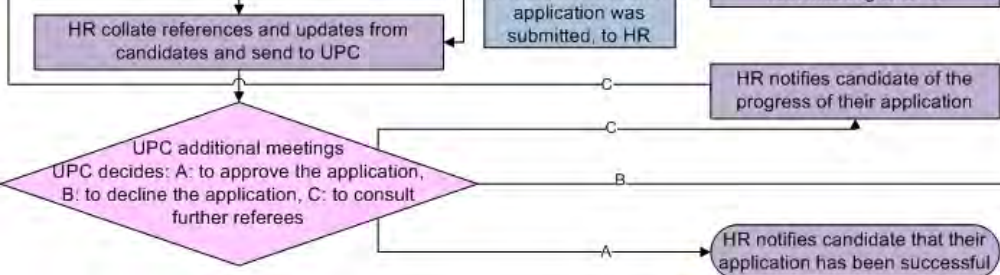 HR collate references and updates from
candidates and send to UPC
application was
submitted, to HR
C
HR notifies candidate of the
progress of their application
C
UPC additional meetings
UPC decides: A: to approve the application,
B: to decline the application, C: to consult
further referees
B
A
HR notifies candidate that their
application has been successful